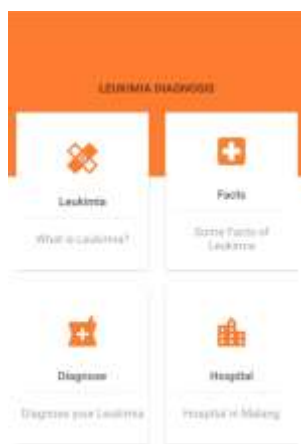 LEUKIMIA DIAGNOSIS
Leukimia
What is Leukimia?
Facts
Some Facts of
Leukimia
Diagnose
Diagnose your Leukimia
Hospital
Hospital in Malang